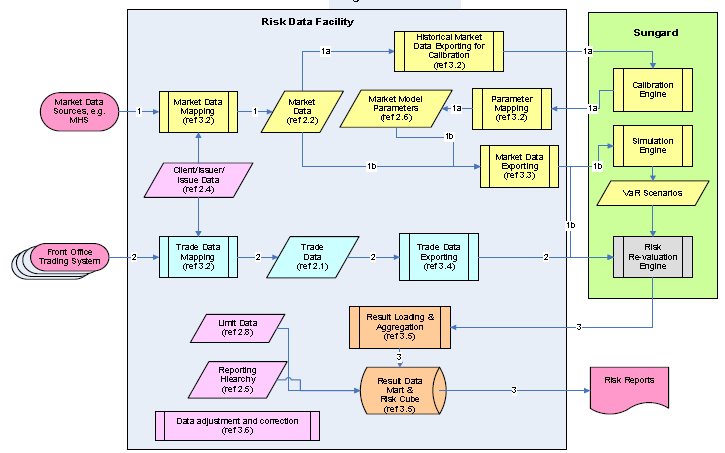 Risk Data Facility
Sungard
1a
Historical Market
Data Exporting for
Calibration
(ref 3.2)
1a
Calibration
Engine
Market Data
Sources, e.g.
MHS
1
Market Data
Mapping
(ref 3.2)
1
Market
Data
(ref 2.2)
Market Model
Parameters
(ref 2.6)
1a
Parameter
Mapping
(ref 3.2)
1a
1b
Simulation
Engine
1b
Market Data
Exporting
(ref 3.3)
1b
Client/Issuer/
Issue Data
(ref 2.4)
VaR Scenarios
1b
Front Office
Trading System
2
Trade Data
Mapping
(ref 3.2)
2
Trade
Data
(ref 2.1)
2
Trade Data
Exporting
(ref 3.4)
2
Risk
Re-valuation
Engine
Limit Data
(ref 2.8)
Result Loading &
Aggregation
(ref 3.5)
3
3
Reporting
Hiearchy
(ref 2.5)
Result Data
Mart &
Risk Cube
(ref 3.5)
3
Risk Reports
Data adjustment and correction
(ref 3.6)